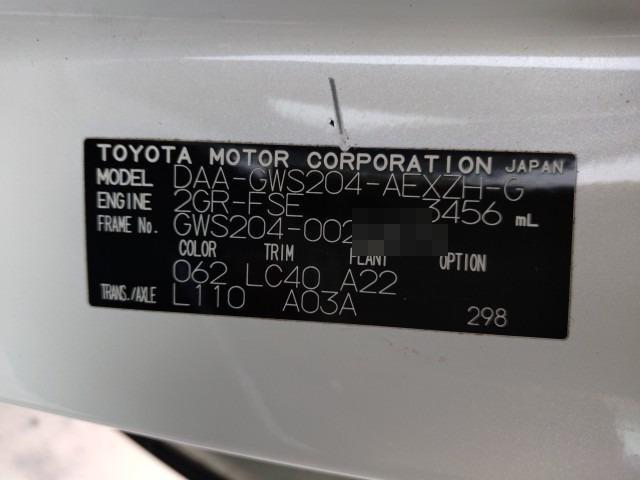 TOYOTA MOTOR CORPORATION JAPAN
MODEL DAA-GWS204-AEXZH-G
ENGINE 2GR-FSE 3456 mL
FRAME No. GWS204-002
COLOR TRIM PLANT OPTION
062 LC40 A22
TRANS./AXLE L110 A03A
298